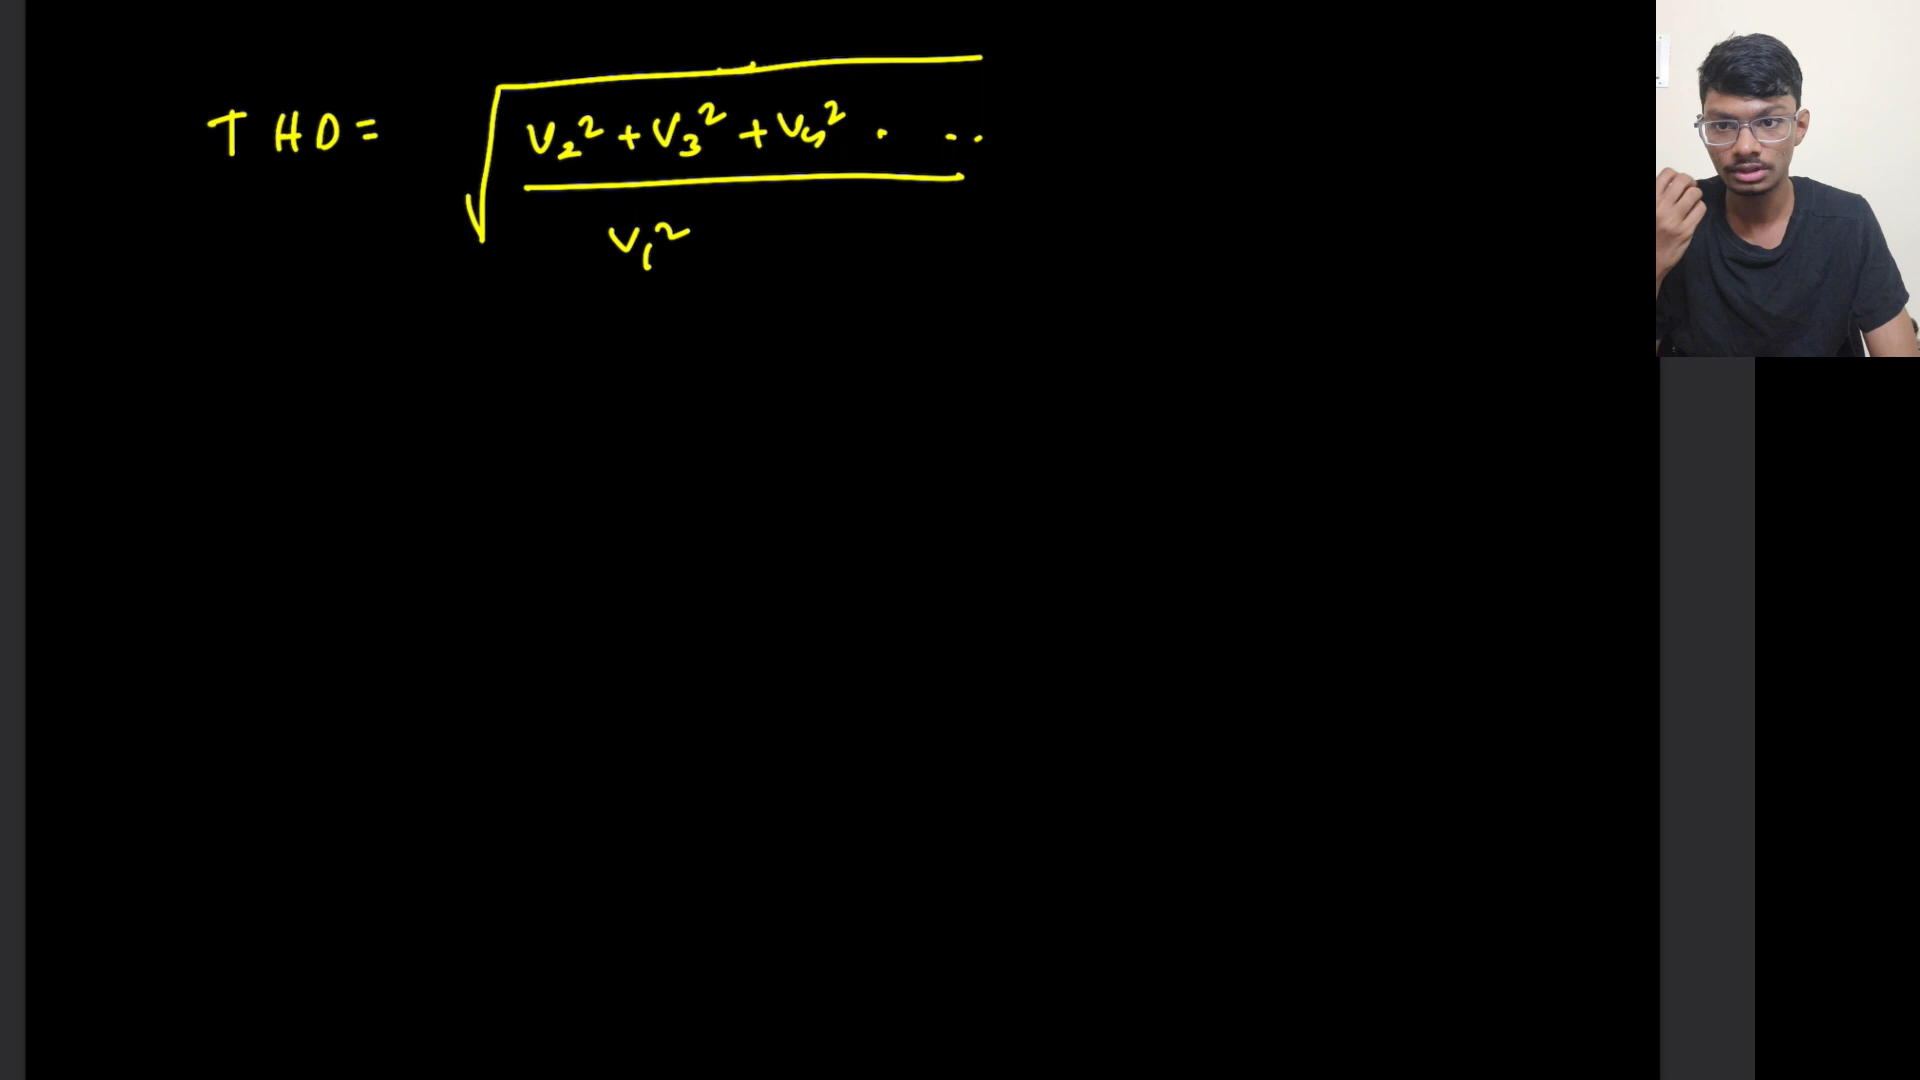 THD = √
V₂² + V₃² + V₄² . ..
V₁²